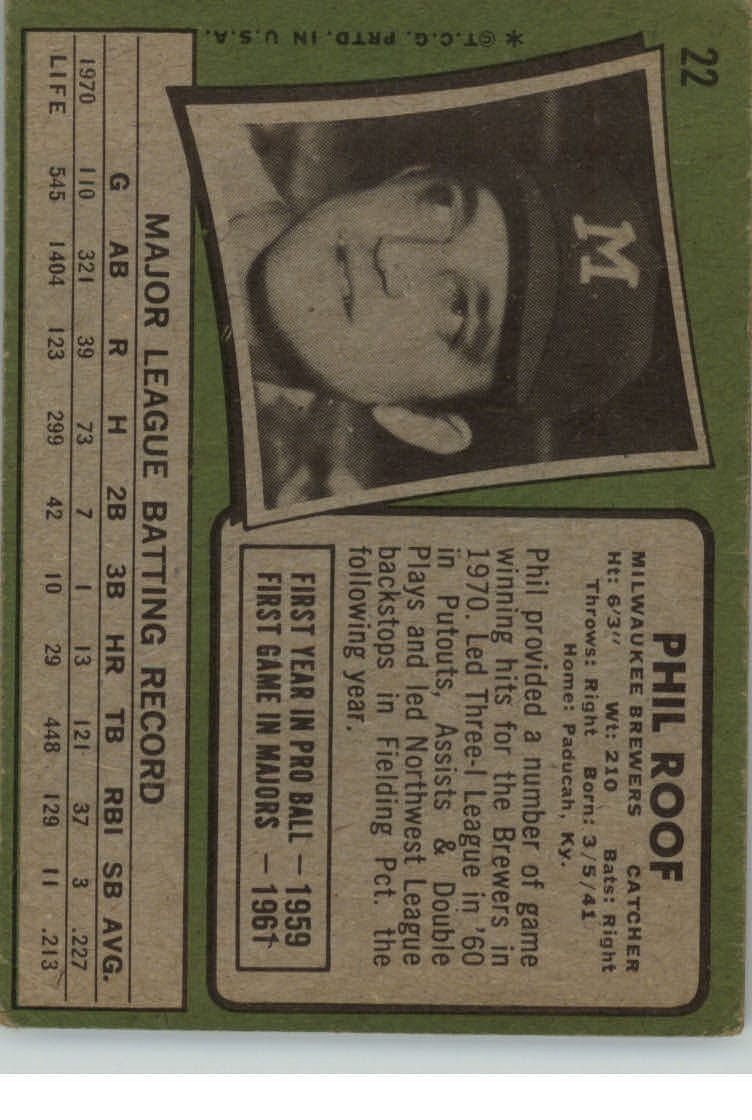 22
* ©T.C.G. PRTD. IN U.S.A.
M
PHIL ROOF
MILWAUKEE BREWERS CATCHER
Ht: 6'3" Wt: 210 Bats: Right
Throws: Right Born: 3/5/41
Home: Paducah, Ky.
Phil provided a number of game
winning hits for the Brewers in
1970. Led Three-I League in '60
in Putouts, Assists & Double
Plays and led Northwest League
backstops in Fielding Pct. the
following year.
FIRST YEAR IN PRO BALL — 1959
FIRST GAME IN MAJORS — 1961
MAJOR LEAGUE BATTING RECORD
G AB R H 2B 3B HR TB RBI SB AVG.
1970 110 321 39 73 7 1 13 121 37 3 .227
LIFE 545 1404 123 299 42 10 29 448 129 11 .213